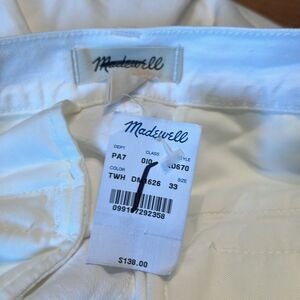 Madewell
Madewell
DEPT CLASS STYLE
PA7
COLOR SIZE
TWH 33
$138.00